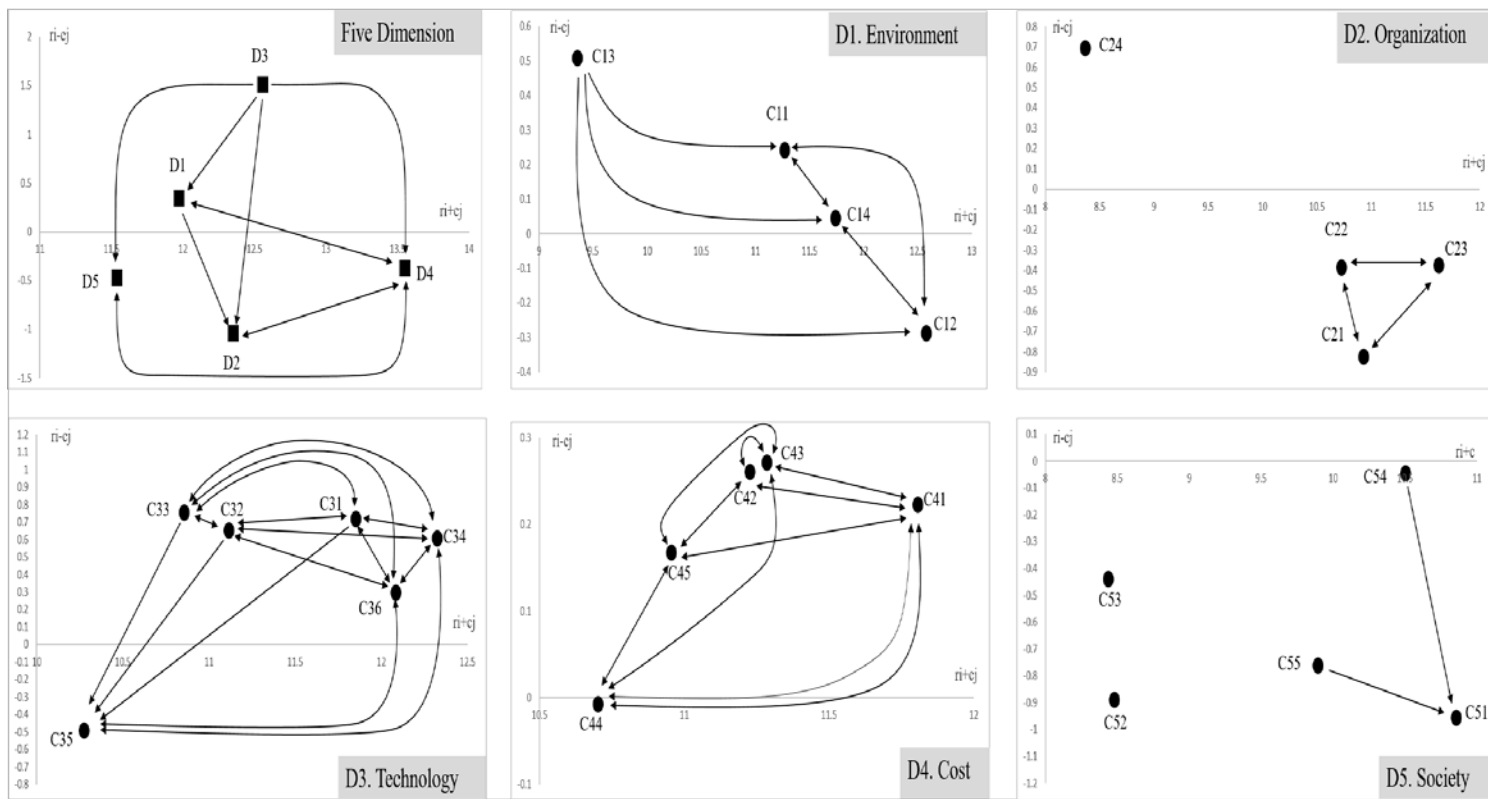 Five Dimension
ri-cj
2
1.5
1
0.5
0
-0.5
-1
-1.5
11
11.5
12
12.5
13
13.5
14
ri+cj
D3
D1
D5
D4
D2
D1. Environment
ri-cj
0.6
0.5
0.4
0.3
0.2
0.1
0
-0.1
-0.2
-0.3
0.4
9
9.5
10
10.5
11
11.5
12
12.5
13
ri+cj
C13
C11
C14
C12
D2. Organization
ri-cj
0.8
0.7
0.6
0.5
0.4
0.3
0.2
0.1
0
-0.1
-0.2
-0.3
-0.4
-0.5
-0.6
-0.7
-0.8
-0.9
8
8.5
9
9.5
10
10.5
11
11.5
12
ri+cj
C24
C22
C23
C21
ri-cj
1.2
1.1
1
0.9
0.8
0.7
0.6
0.5
0.4
0.3
0.2
0.1
0
-0.1
-0.2
-0.3
-0.4
-0.5
-0.6
-0.7
-0.8
10
10.5
11
11.5
12
12.5
ri+cj
C33
C32
C31
C34
C36
C35
D3. Technology
ri-cj
0.3
0.2
0.1
0
-0.1
10.5
11
11.5
12
ri+cj
C43
C42
C41
C45
C44
D4. Cost
ri-cj
0.1
0
-0.1
-0.2
-0.3
-0.4
-0.5
-0.6
-0.7
-0.8
-0.9
-1
-1.1
-1.2
8
8.5
9
9.5
10
10.5
11
ri+c
C54
C53
C55
C52
C51
D5. Society